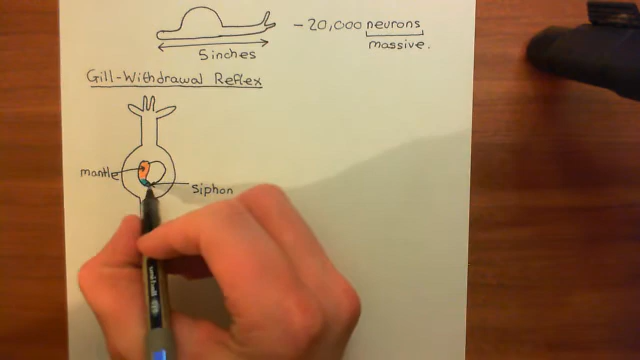 - 20,000 neurons
massive.
5 inches
Gill-Withdrawal Reflex
mantle
siphon